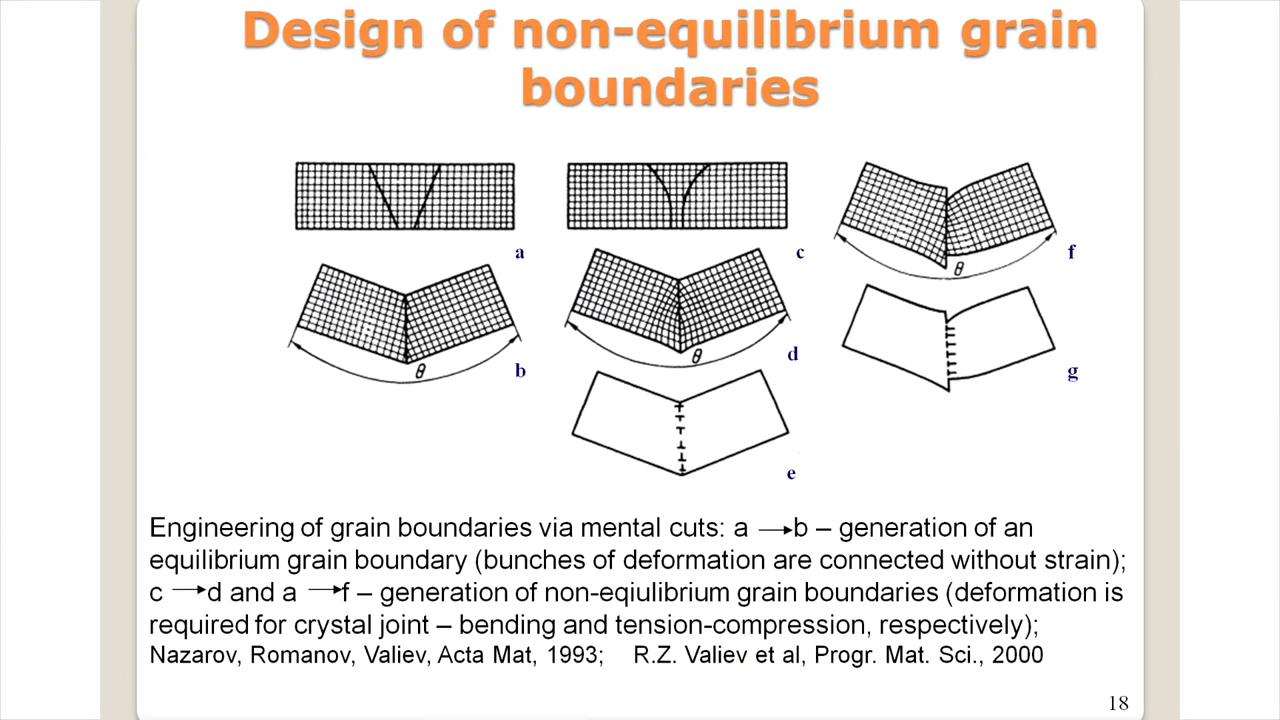 Design of non-equilibrium grain
boundaries
a
c
f
θ
b
θ
d
θ
g
e
Engineering of grain boundaries via mental cuts: a → b – generation of an
equilibrium grain boundary (bunches of deformation are connected without strain);
c → d and a → f – generation of non-eqiulibrium grain boundaries (deformation is
required for crystal joint – bending and tension-compression, respectively);
Nazarov, Romanov, Valiev, Acta Mat, 1993; R.Z. Valiev et al, Progr. Mat. Sci., 2000
18